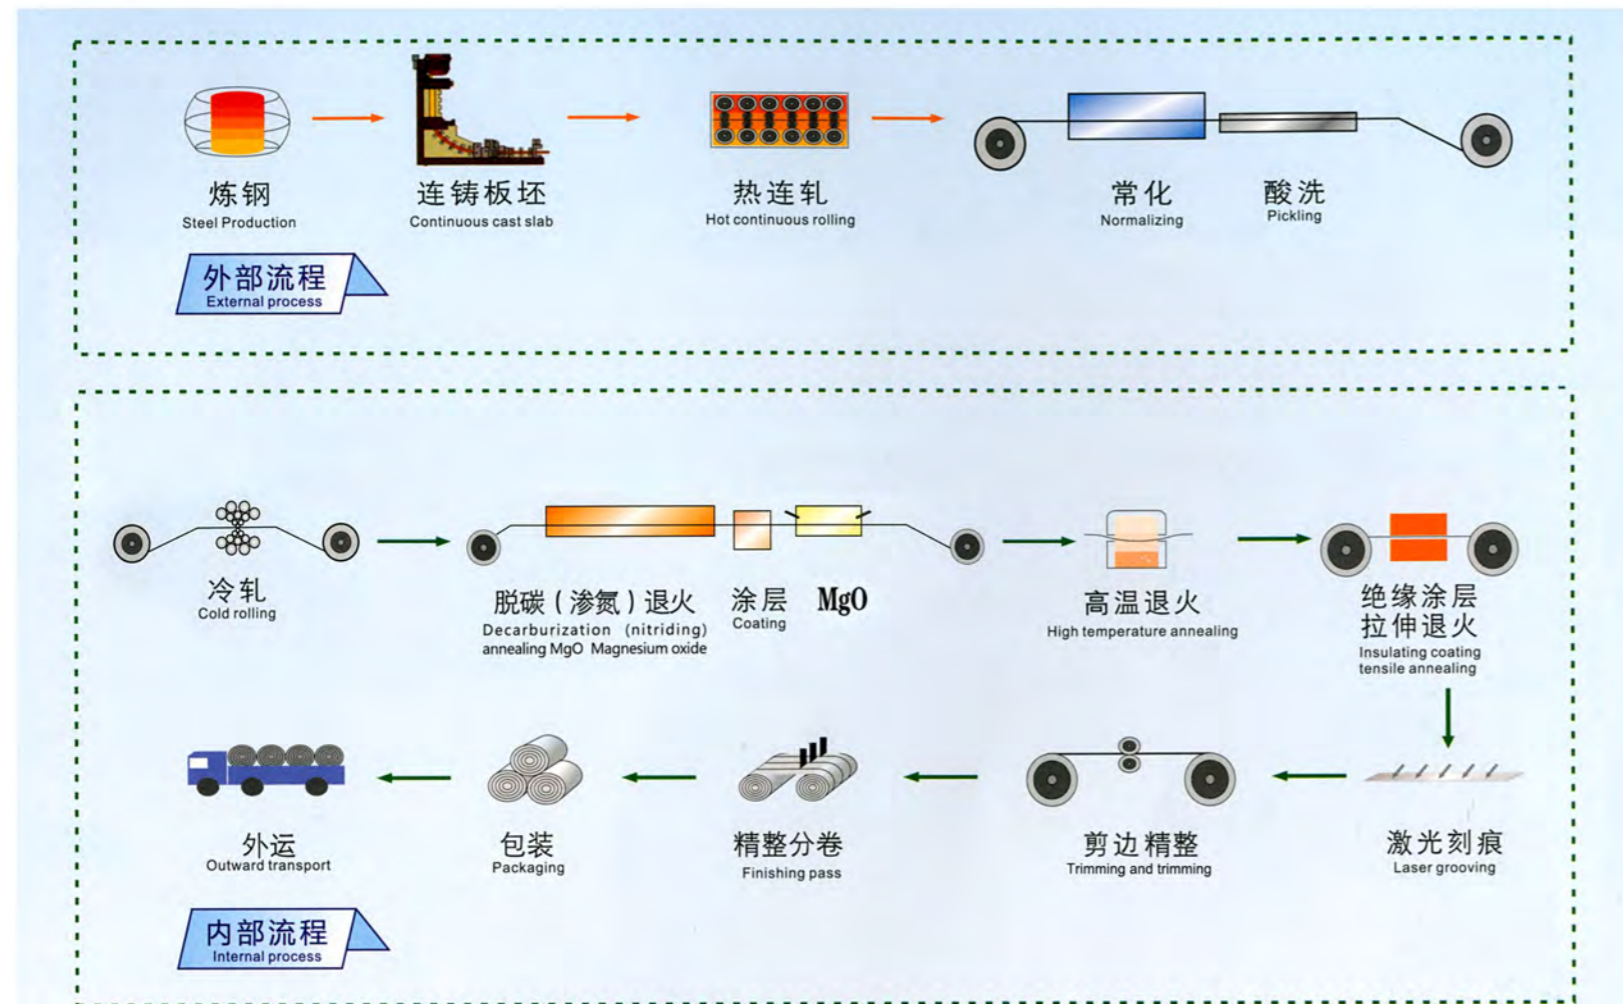 炼钢
Steel Production
连铸板坯
Continuous cast slab
热连轧
Hot continuous rolling
常化
Normalizing
酸洗
Pickling
外部流程
External process
冷轧
Cold rolling
脱碳(渗氮)退火
Decarburization (nitriding)
annealing MgO Magnesium oxide
涂层
Coating
MgO
高温退火
High temperature annealing
绝缘涂层
拉伸退火
Insulating coating
tensile annealing
外运
Outward transport
包装
Packaging
精整分卷
Finishing pass
剪边精整
Trimming and trimming
激光刻痕
Laser grooving
内部流程
Internal process